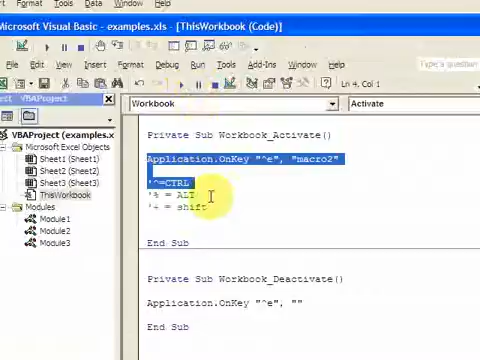 Microsoft Visual Basic - examples.xls - [ThisWorkbook (Code)]
File Edit View Insert Format Debug Run Tools Add-Ins Window Help
Type a question
Ln 4, Col 1
VBAProject
VBAProject (examples.x
Microsoft Excel Objects
Sheet1 (Sheet1)
Sheet2 (Sheet2)
Sheet3 (Sheet3)
ThisWorkbook
Modules
Module1
Module2
Module3
Workbook
Activate
Private Sub Workbook_Activate()
Application.OnKey "^e", "macro2"
'^=CTRL
'% = ALT
'+ = shift
End Sub
Private Sub Workbook_Deactivate()
Application.OnKey "^e", ""
End Sub